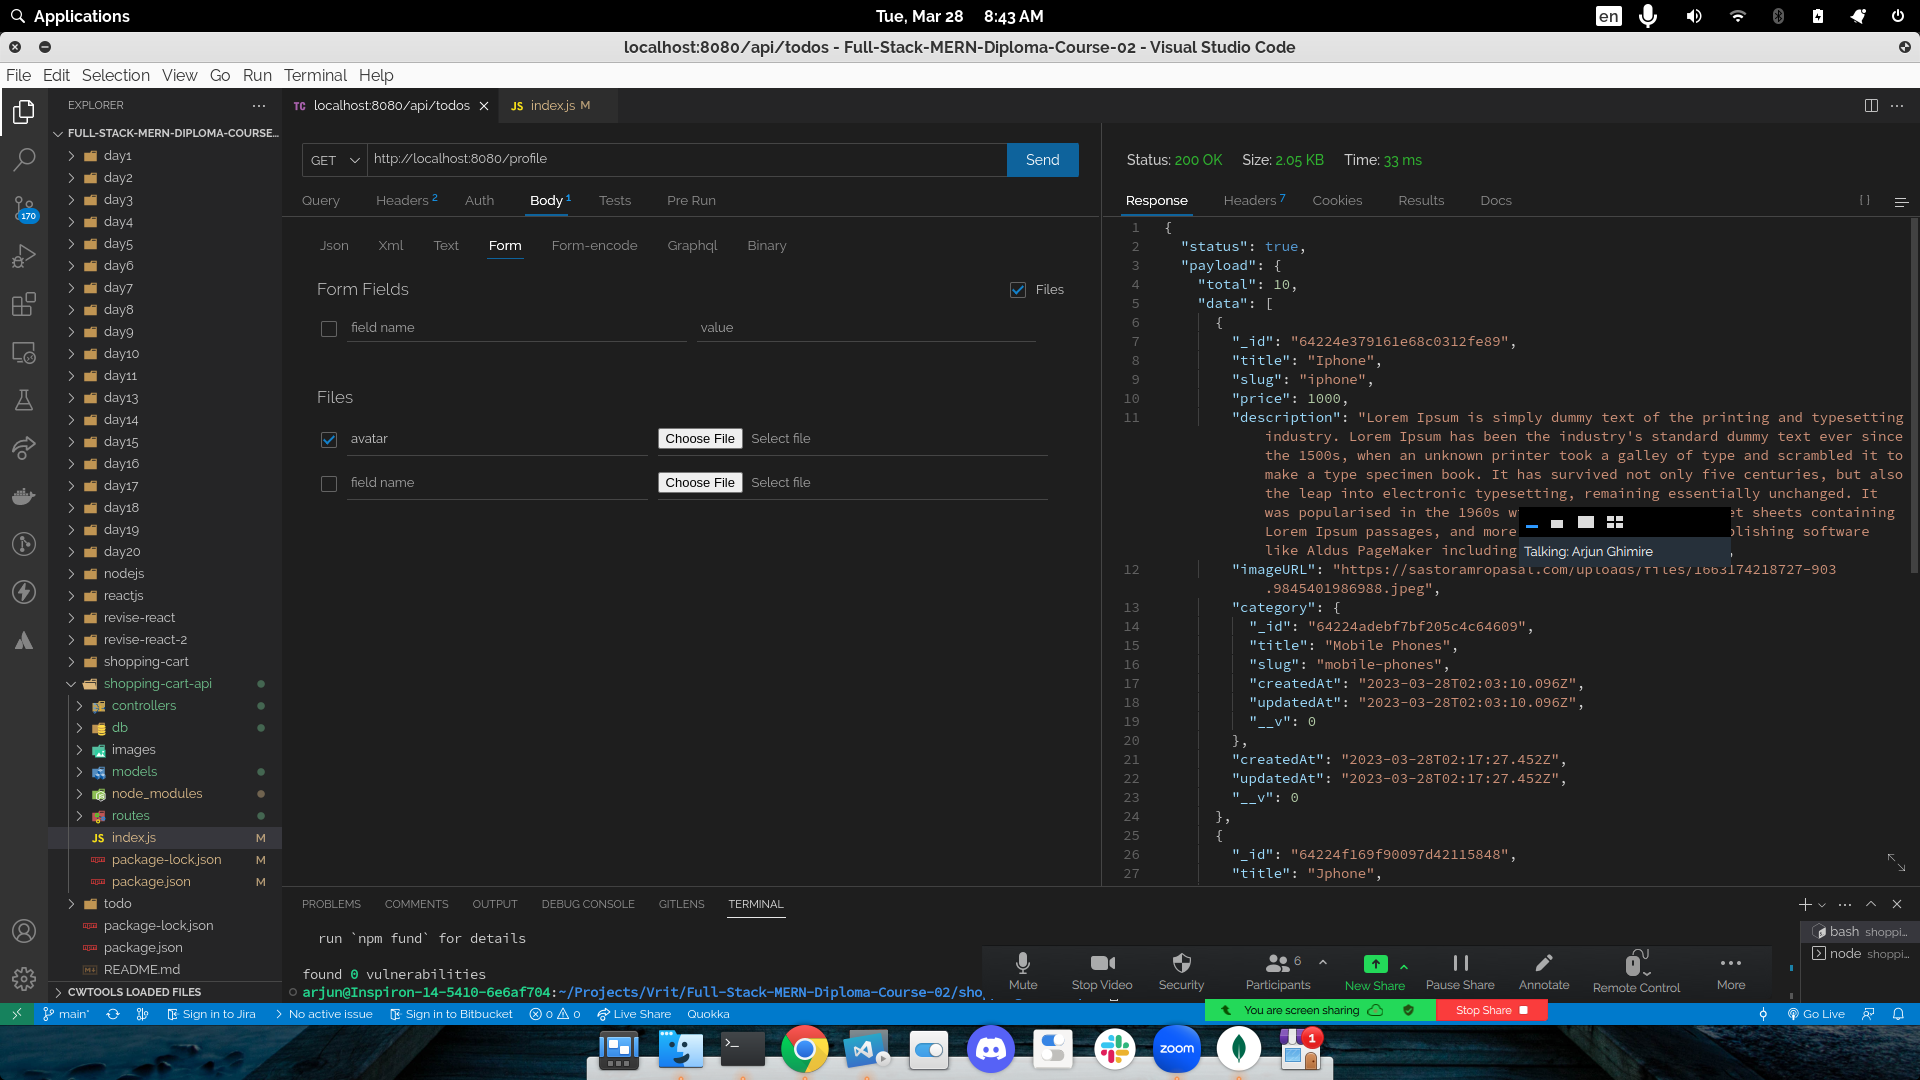 Applications
Tue, Mar 28 8:43 AM
en
localhost:8080/api/todos - Full-Stack-MERN-Diploma-Course-02 - Visual Studio Code
File Edit Selection View Go Run Terminal Help
EXPLORER
FULL-STACK-MERN-DIPLOMA-COURSE...
day1
day2
day3
day4
day5
day6
day7
day8
day9
day10
day11
day13
day14
day15
day16
day17
day18
day19
day20
nodejs
reactjs
revise-react
revise-react-2
shopping-cart
shopping-cart-api
controllers
db
images
models
node_modules
routes
JS index.js M
package-lock.json M
package.json M
todo
package-lock.json
package.json
README.md
CWTOOLS LOADED FILES
170
TC localhost:8080/api/todos
JS index.js M
GET http://localhost:8080/profile Send
Query Headers 2 Auth Body 1 Tests Pre Run
Json Xml Text Form Form-encode Graphql Binary
Form Fields Files
field name value
Files
avatar Choose File Select file
field name Choose File Select file
Status: 200 OK Size: 2.05 KB Time: 33 ms
Response Headers 7 Cookies Results Docs { }
1 {
2 "status": true,
3 "payload": {
4 "total": 10,
5 "data": [
6 {
7 "_id": "64224e379161e68c0312fe89",
8 "title": "Iphone",
9 "slug": "iphone",
10 "price": 1000,
11 "description": "Lorem Ipsum is simply dummy text of the printing and typesetting
industry. Lorem Ipsum has been the industry's standard dummy text ever since
the 1500s, when an unknown printer took a galley of type and scrambled it to
make a type specimen book. It has survived not only five centuries, but also
the leap into electronic typesetting, remaining essentially unchanged. It
was popularised in the 1960s w et sheets containing
Lorem Ipsum passages, and more blishing software
like Aldus PageMaker including
Talking: Arjun Ghimire
12 "imageURL": "https://sastoramropasal.com/uploads/files/1663174218727-903
.9845401986988.jpeg",
13 "category": {
14 "_id": "64224adebf7bf205c4c64609",
15 "title": "Mobile Phones",
16 "slug": "mobile-phones",
17 "createdAt": "2023-03-28T02:03:10.096Z",
18 "updatedAt": "2023-03-28T02:03:10.096Z",
19 "__v": 0
20 },
21 "createdAt": "2023-03-28T02:17:27.452Z",
22 "updatedAt": "2023-03-28T02:17:27.452Z",
23 "__v": 0
24 },
25 {
26 "_id": "64224f169f90097d42115848",
27 "title": "Jphone",
PROBLEMS COMMENTS OUTPUT DEBUG CONSOLE GITLENS TERMINAL
run `npm fund` for details
found 0 vulnerabilities
arjun@Inspiron-14-5410-6e6af704:~/Projects/Vrit/Full-Stack-MERN-Diploma-Course-02/shop
bash shoppi...
node shoppi...
Mute Stop Video Security Participants 6 New Share Pause Share Annotate Remote Control More
You are screen sharing Stop Share
main* Sign in to Jira No active issue Sign in to Bitbucket 0 0 Live Share Quokka Go Live
zoom
1